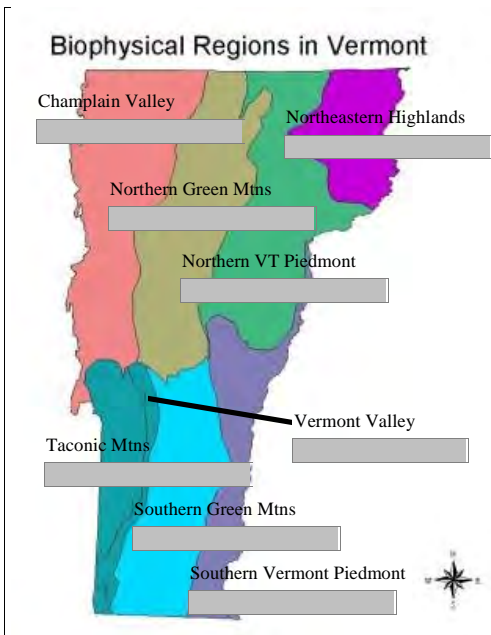 Biophysical Regions in Vermont
Champlain Valley
Northeastern Highlands
Northern Green Mtns
Northern VT Piedmont
Vermont Valley
Taconic Mtns
Southern Green Mtns
Southern Vermont Piedmont